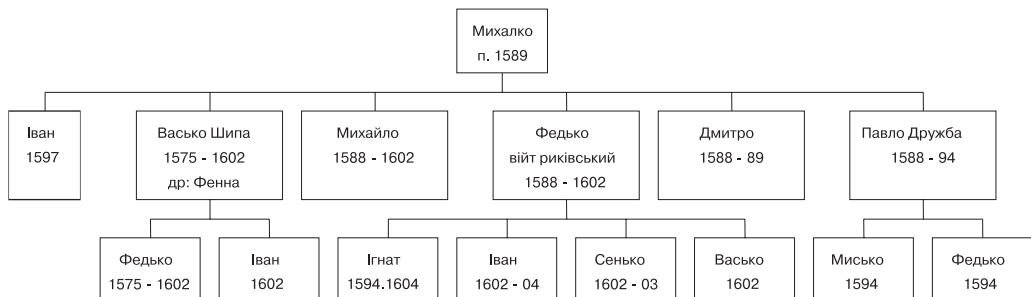 Михалко
п. 1589
Іван
1597
Васько Шипа
1575 - 1602
др: Фенна
Михайло
1588 - 1602
Федько
війт риківський
1588 - 1602
Дмитро
1588 - 89
Павло Дружба
1588 - 94
Федько
1575 - 1602
Іван
1602
Ігнат
1594.1604
Іван
1602 - 04
Сенько
1602 - 03
Васько
1602
Мисько
1594
Федько
1594